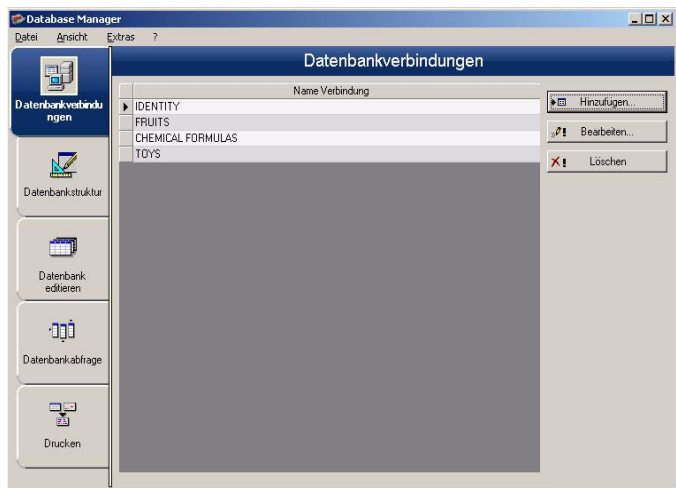 Database Manager
Datei Ansicht Extras ?
Datenbankverbindungen
Datenbankverbindu
ngen
Datenbankstruktur
Datenbank
editieren
Datenbankabfrage
Drucken
Name Verbindung
IDENTITY
FRUITS
CHEMICAL FORMULAS
TOYS
Hinzufügen...
Bearbeiten...
Löschen